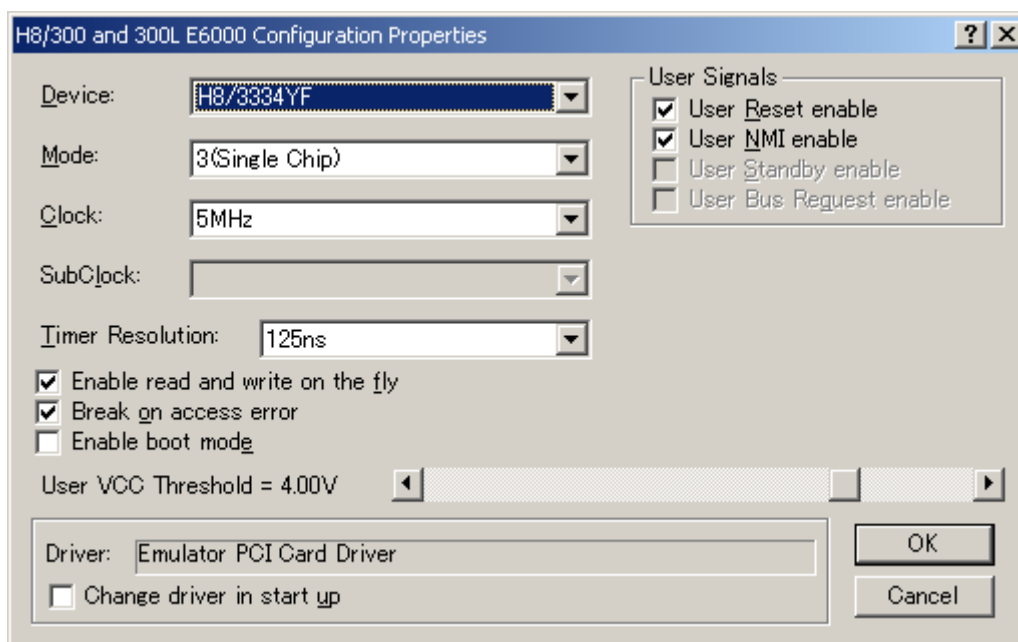 H8/300 and 300L E6000 Configuration Properties
Device: H8/3334YF
Mode: 3(Single Chip)
Clock: 5MHz
SubClock:
Timer Resolution: 125ns
Enable read and write on the fly
Break on access error
Enable boot mode
User VCC Threshold = 4.00V
User Signals
User Reset enable
User NMI enable
User Standby enable
User Bus Request enable
Driver: Emulator PCI Card Driver
Change driver in start up
OK
Cancel